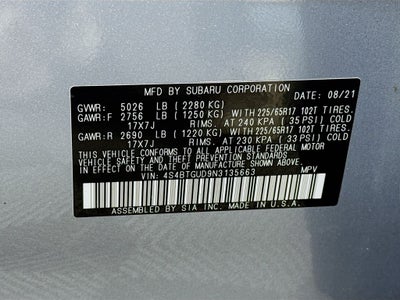 MFD. BY SUBARU CORPORATION DATE: 08/21
GVWR: 5026 LB ( 2280 KG)
GAWR:F 2756 LB ( 1250 KG) WITH 225/65R17 102T TIRES.
17X7J RIMS. AT 240 KPA ( 35 PSI) COLD
GAWR:R 2690 LB ( 1220 KG) WITH 225/65R17 102T TIRES.
17X7J RIMS. AT 230 KPA ( 33 PSI) COLD
THIS VEHICLE CONFORMS TO ALL APPLICABLE FEDERAL MOTOR
VEHICLE SAFETY STANDARDS IN EFFECT ON THE DATE OF
MANUFACTURE SHOWN ABOVE.
VIN: 4S4BTGUD9N3135663 MPV
ASSEMBLED BY SIA INC. MADE IN U.S.A.